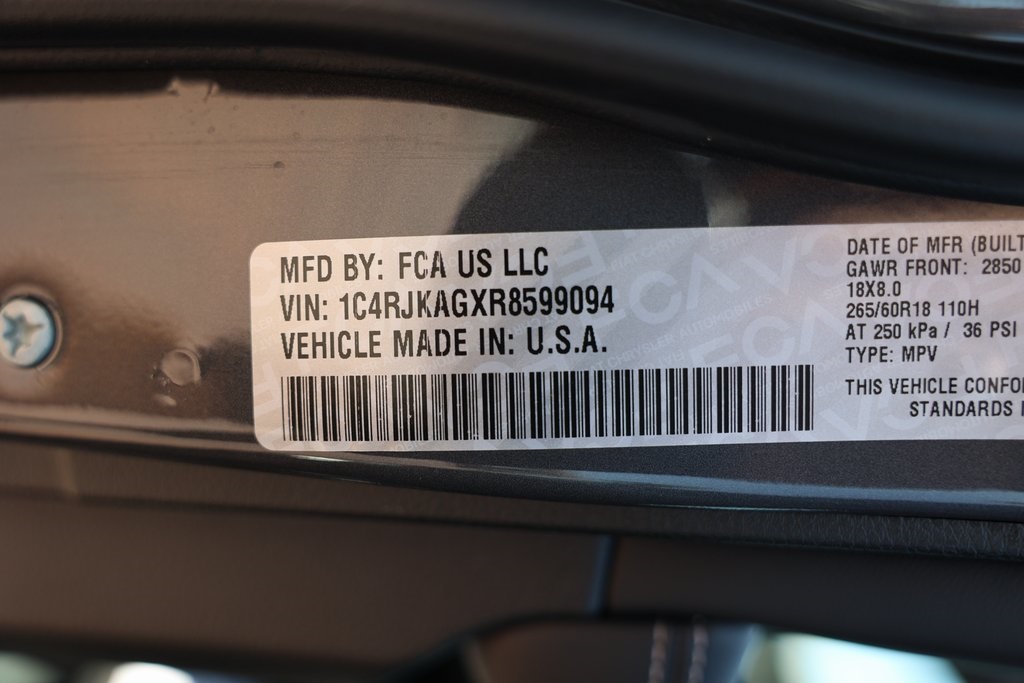 MFD BY: FCA US LLC
VIN: 1C4RJKAGXR8599094
VEHICLE MADE IN: U.S.A.
DATE OF MFR (BUILT
GAWR FRONT: 2850
18X8.0
265/60R18 110H
AT 250 kPa / 36 PSI
TYPE: MPV
THIS VEHICLE
STANDARDS